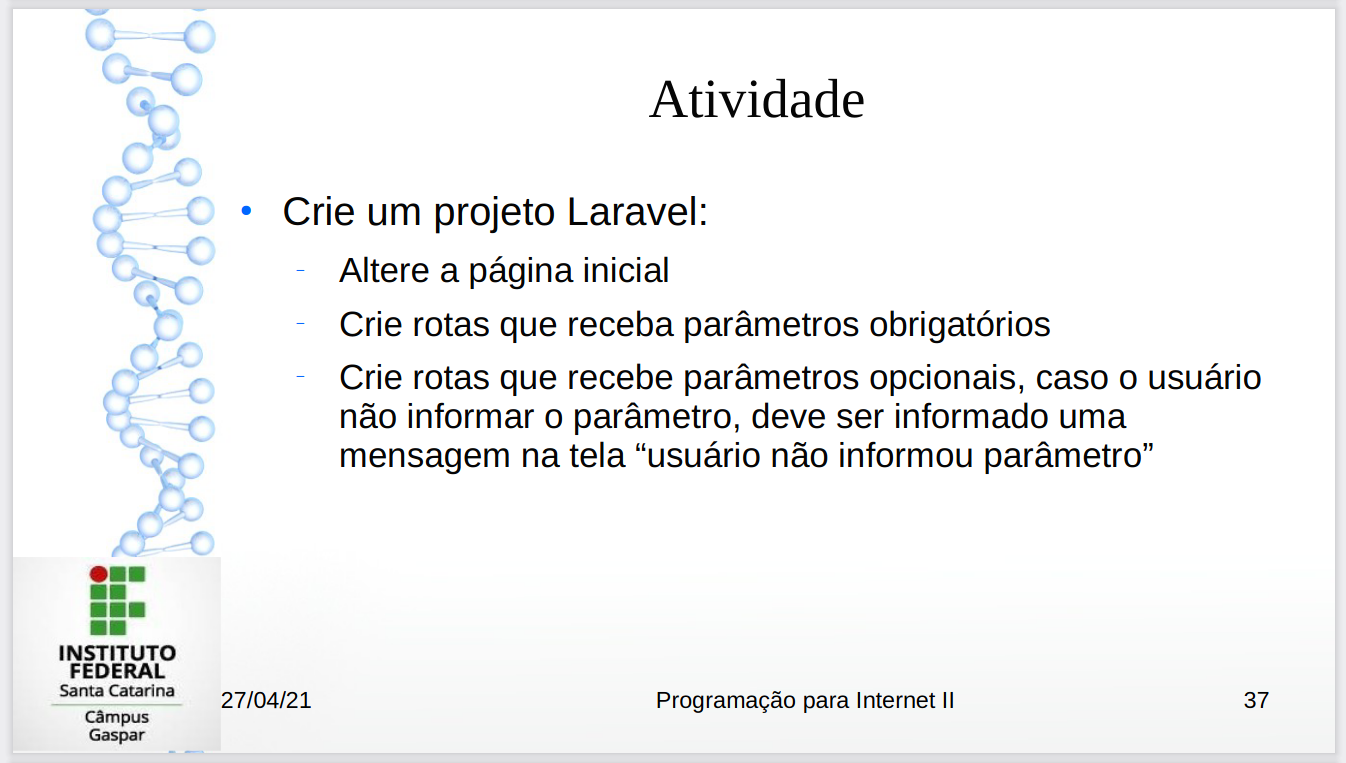 Atividade
Crie um projeto Laravel:
Altere a página inicial
Crie rotas que receba parâmetros obrigatórios
Crie rotas que recebe parâmetros opcionais, caso o usuário
não informar o parâmetro, deve ser informado uma
mensagem na tela “usuário não informou parâmetro”
INSTITUTO
FEDERAL
Santa Catarina
Câmpus
Gaspar
27/04/21
Programação para Internet II
37